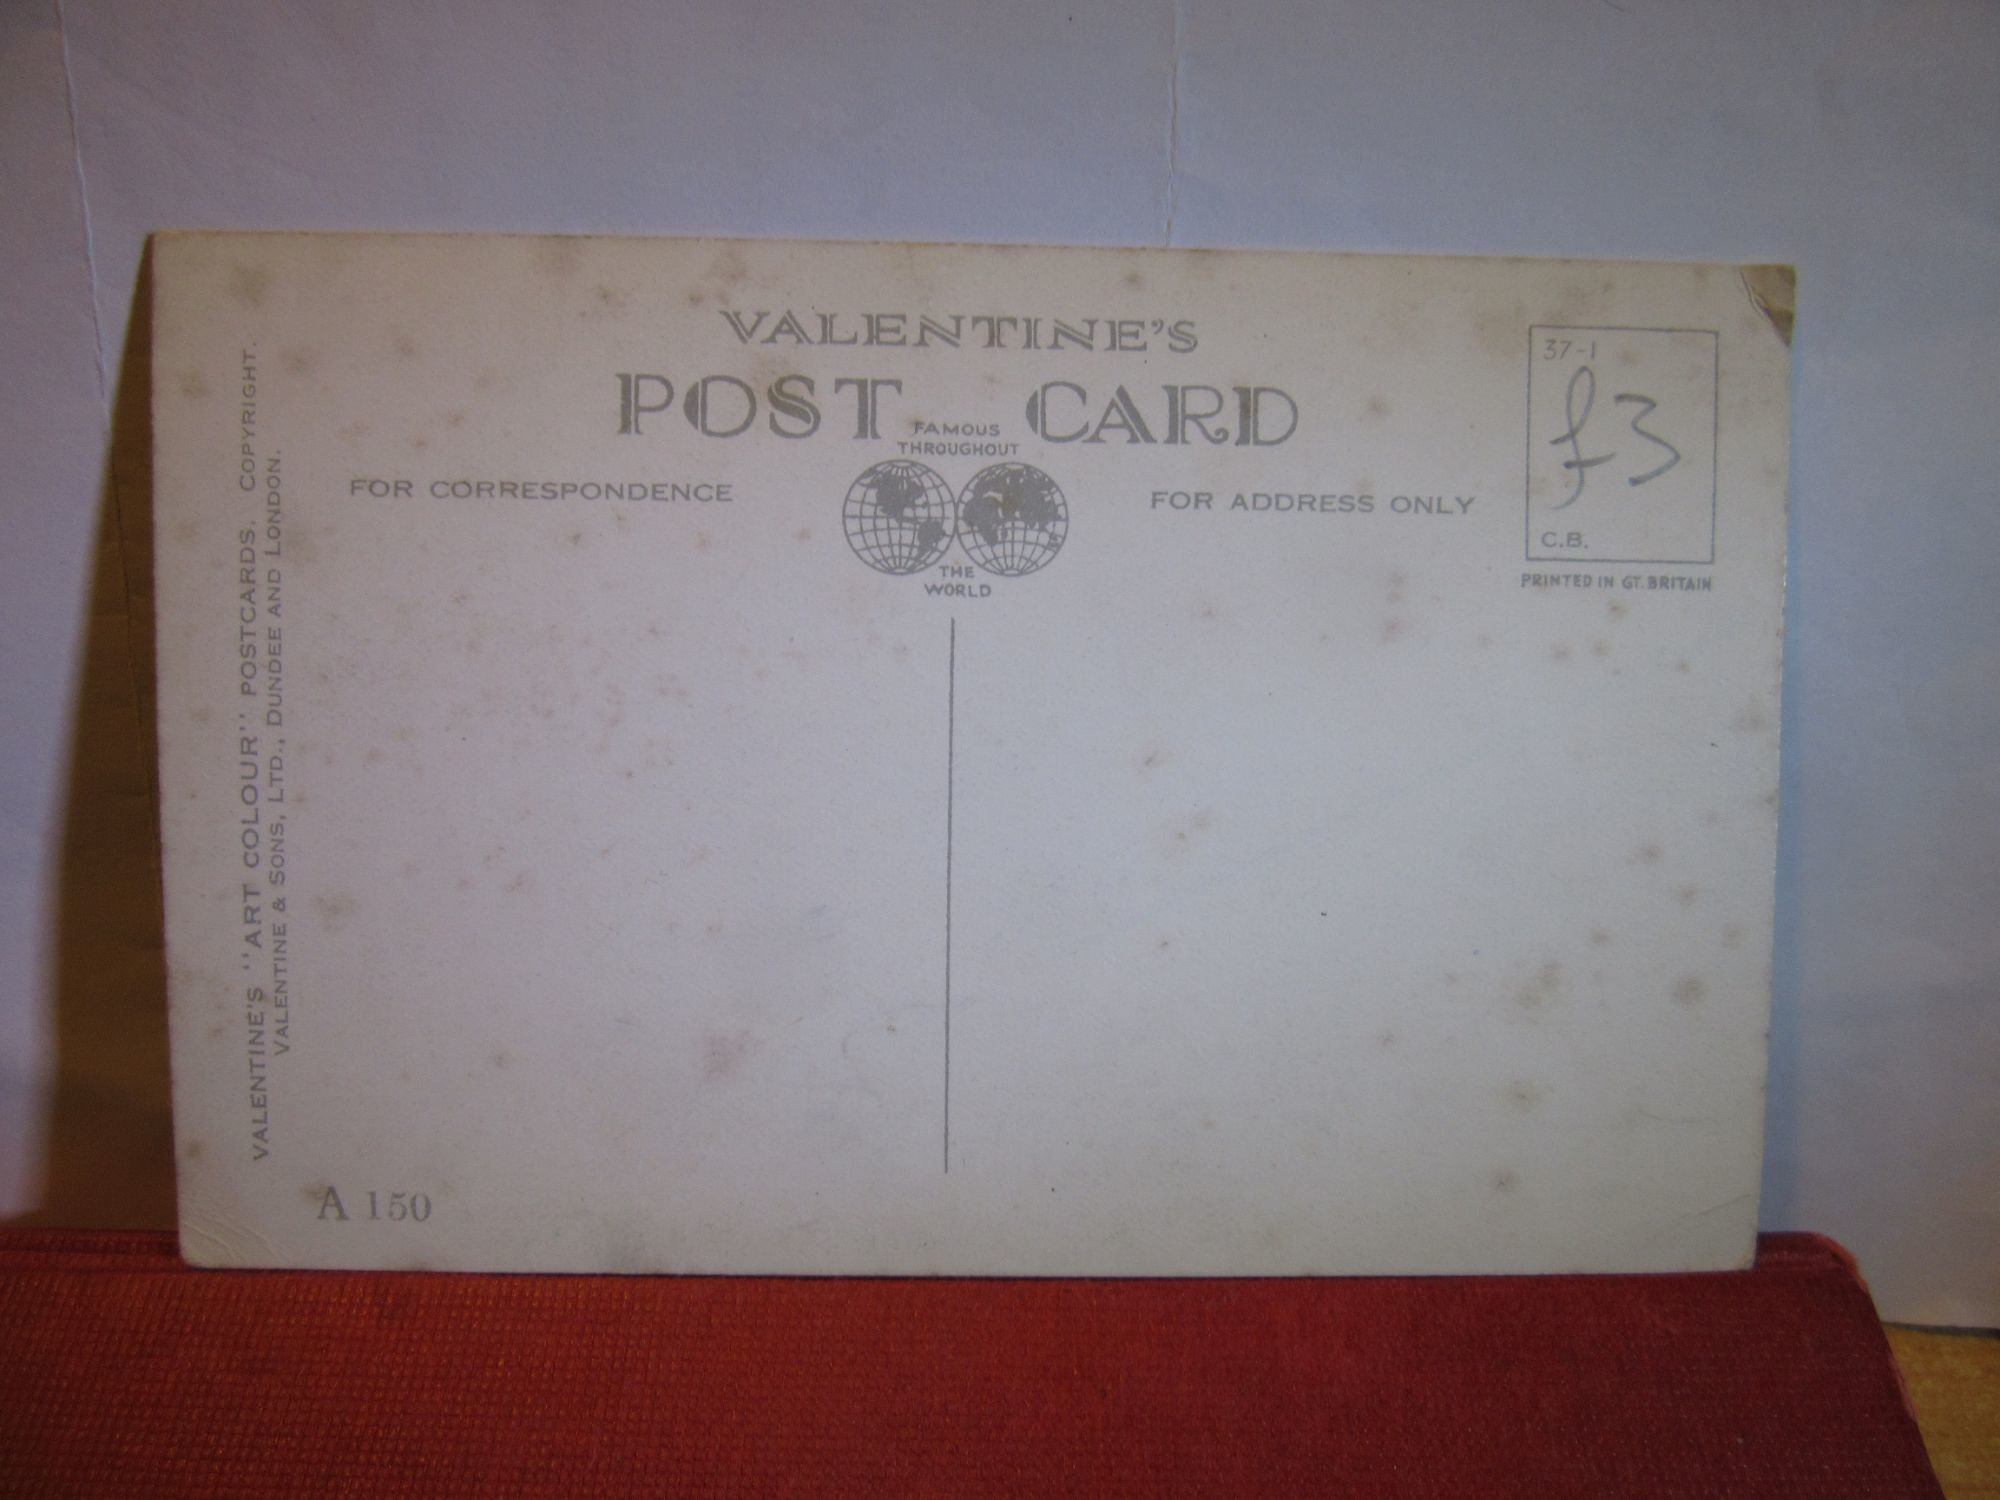 VALENTINE'S
POST CARD
FAMOUS
THROUGHOUT
THE
WORLD
FOR CORRESPONDENCE
FOR ADDRESS ONLY
37-1
£3
C.B.
PRINTED IN GT. BRITAIN
VALENTINE'S "ART COLOUR" POSTCARDS. COPYRIGHT.
VALENTINE & SONS, LTD., DUNDEE AND LONDON.
A 150